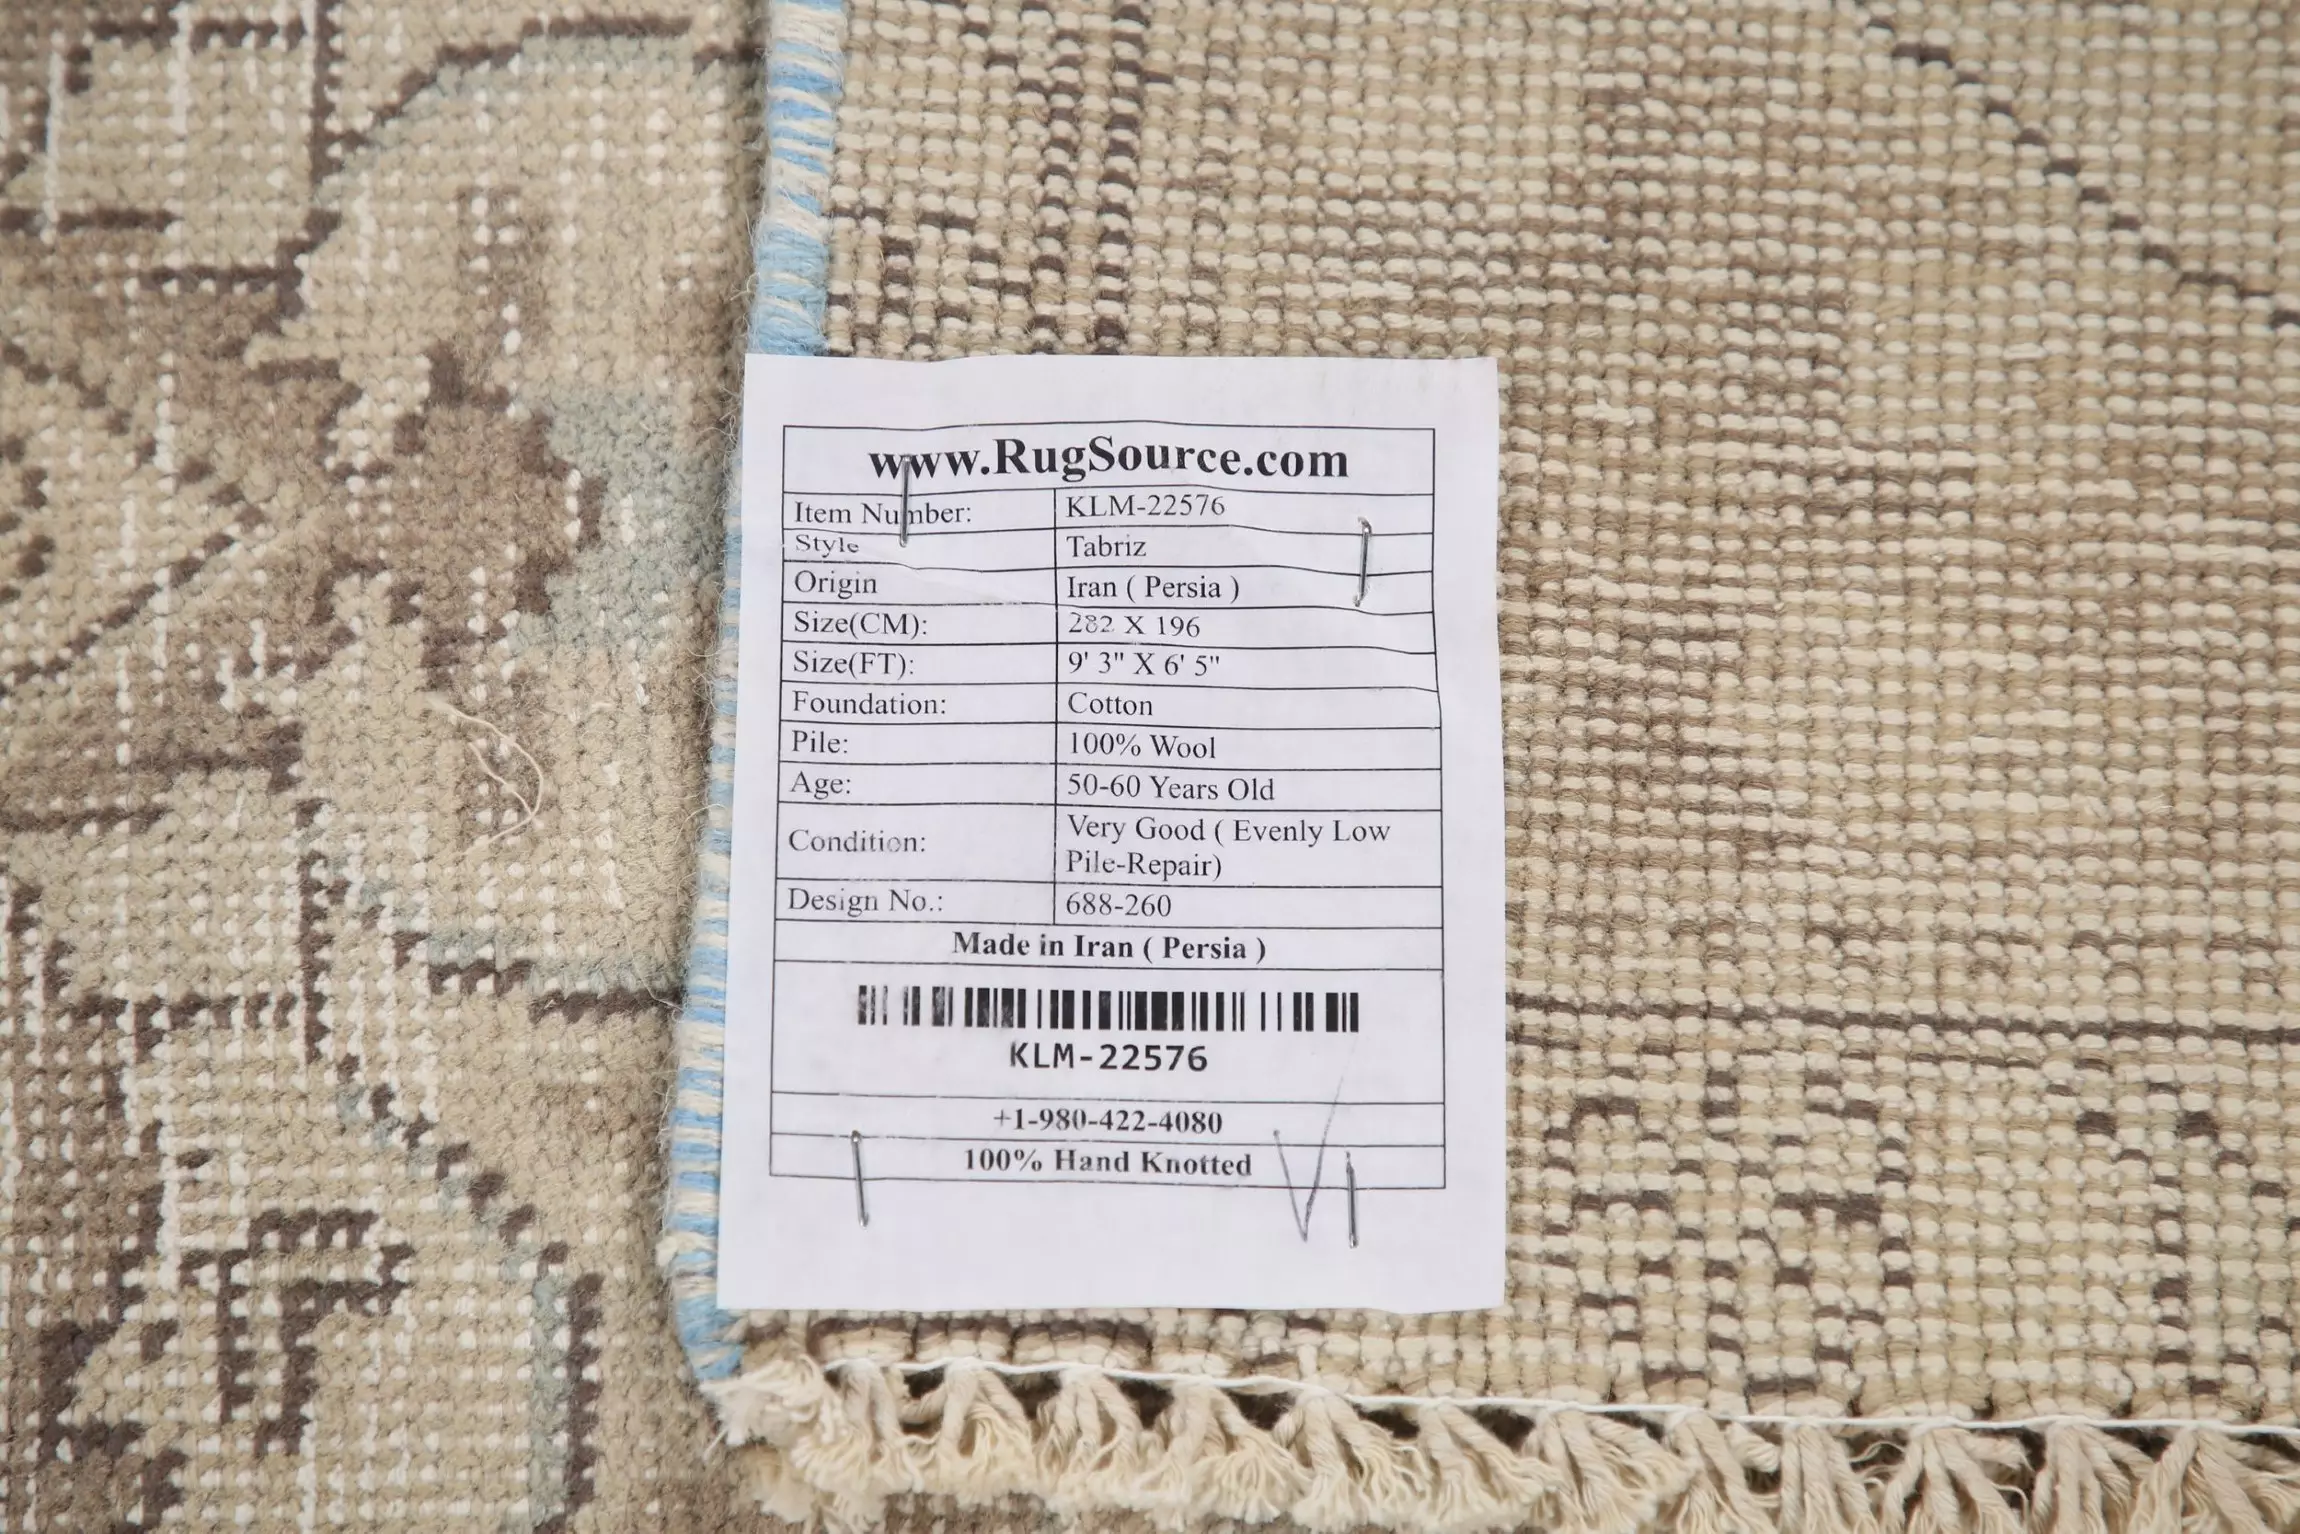 www.RugSource.com
Item Number: KLM-22576
Style Tabriz
Origin Iran ( Persia )
Size(CM): 282 X 196
Size(FT): 9' 3" X 6' 5"
Foundation: Cotton
Pile: 100% Wool
Age: 50-60 Years Old
Condition: Very Good ( Evenly Low
Pile-Repair)
Design No.: 688-260
Made in Iran ( Persia )
KLM-22576
+1-980-422-4080
100% Hand Knotted